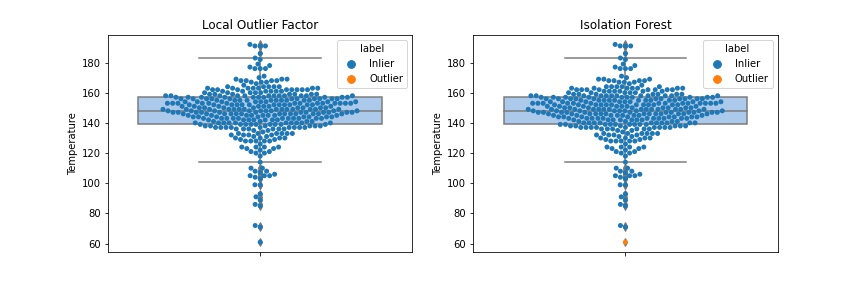 Local Outlier Factor
label
Inlier
Outlier
Temperature
180
160
140
120
100
80
60
Isolation Forest
label
Inlier
Outlier
Temperature
180
160
140
120
100
80
60